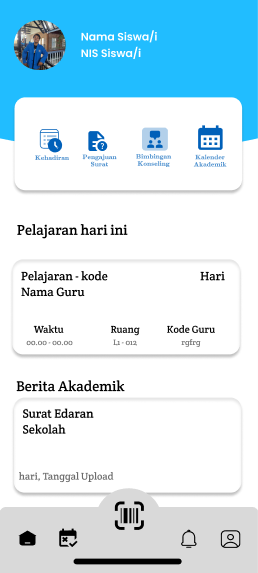 Nama Siswa/i
NIS Siswa/i
Kehadiran
Pengajuan
Surat
Bimbingan
Konseling
Kalender
Akademik
Pelajaran hari ini
Pelajaran - kode
Hari
Nama Guru
Waktu
Ruang
Kode Guru
00.00 - 00.00
L1 - 012
rgfrg
Berita Akademik
Surat Edaran
Sekolah
hari, Tanggal Upload